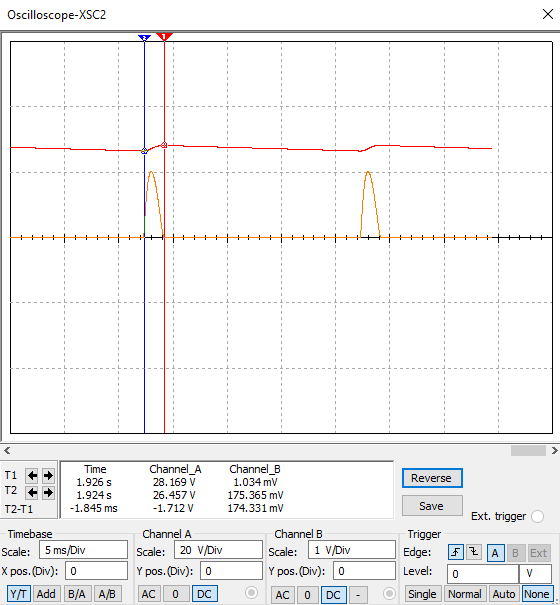 Oscilloscope-XSC2
2 1
T1
T2
T2-T1
Time Channel_A Channel_B
1.926 s 28.169 V 1.034 mV
1.924 s 26.457 V 175.365 mV
-1.845 ms -1.712 V 174.331 mV
Reverse
Save
Ext. trigger
Timebase
Scale: 5 ms/Div
X pos.(Div): 0
Y/T Add B/A A/B
Channel A
Scale: 20 V/Div
Y pos.(Div): 0
AC 0 DC
Channel B
Scale: 1 V/Div
Y pos.(Div): 0
AC 0 DC -
Trigger
Edge: A B Ext
Level: 0 V
Single Normal Auto None